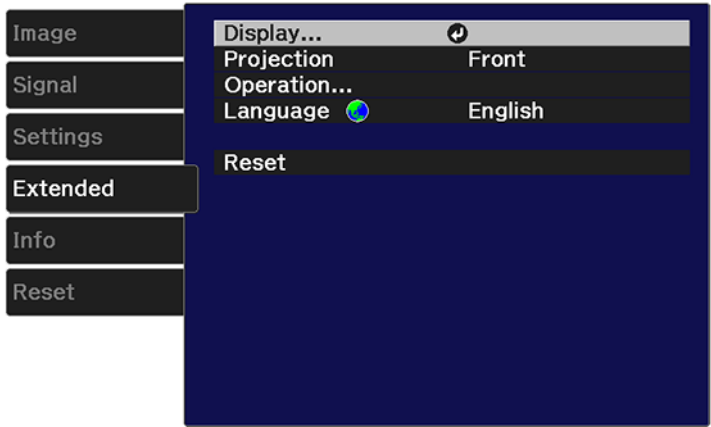 Image
Signal
Settings
Extended
Info
Reset
Display...
Projection Front
Operation...
Language English
Reset